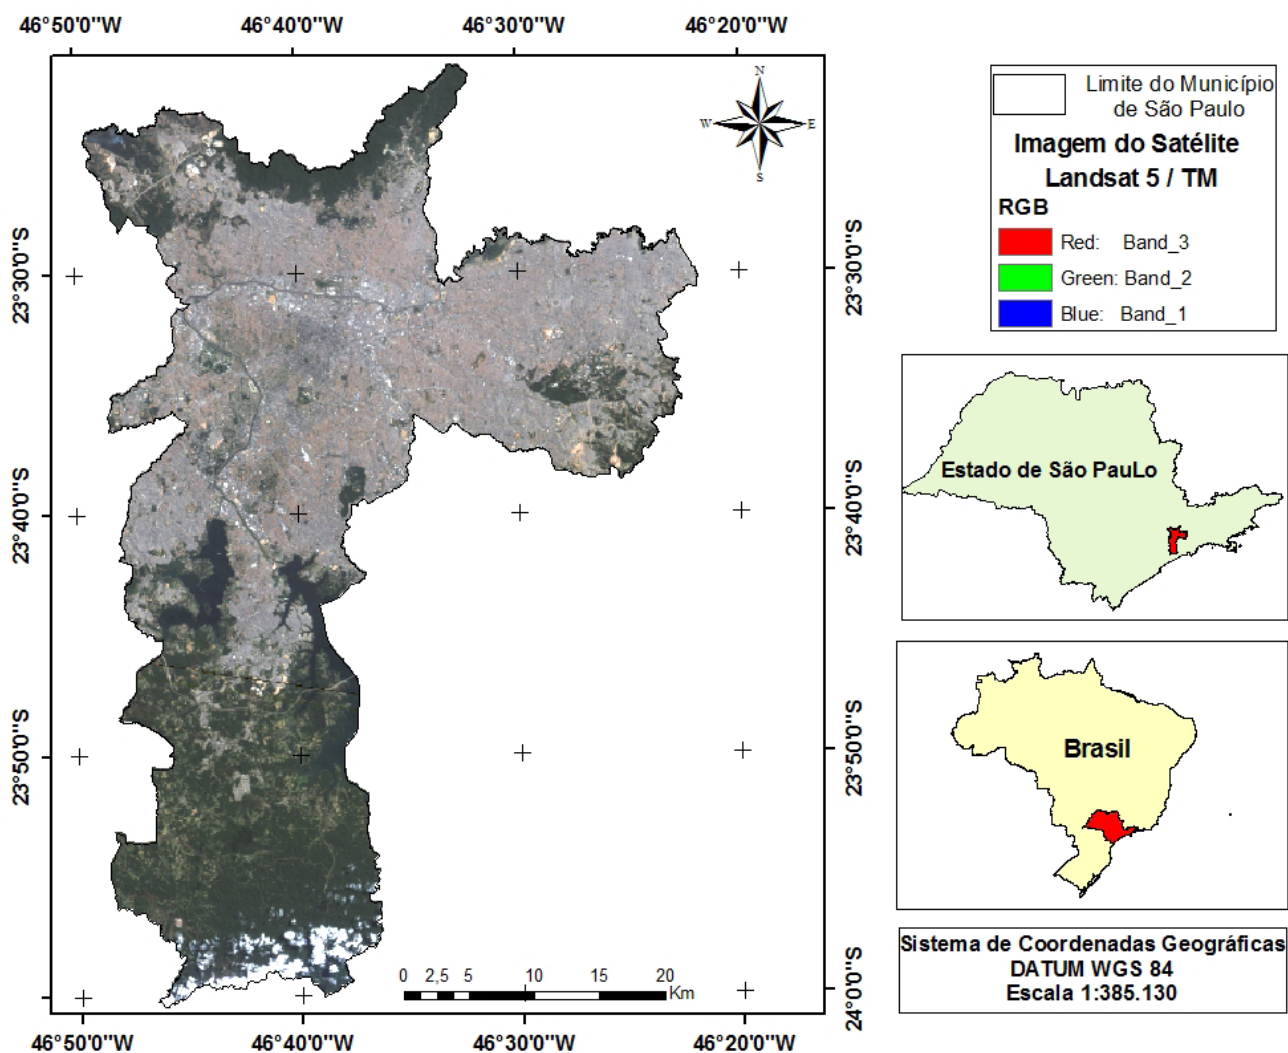 46°50'0"W 46°40'0"W 46°30'0"W 46°20'0"W
N
W E
S
23°30'0"S
23°40'0"S
23°50'0"S
23°30'0"S
23°40'0"S
23°50'0"S
24°0'0"S
0 2,5 5 10 15 20
Km
46°50'0"W 46°40'0"W 46°30'0"W 46°20'0"W
Limite do Município
de São Paulo
Imagem do Satélite
Landsat 5 / TM
RGB
Red: Band_3
Green: Band_2
Blue: Band_1
Estado de São PauLo
Brasil
Sistema de Coordenadas Geográficas
DATUM WGS 84
Escala 1:385.130